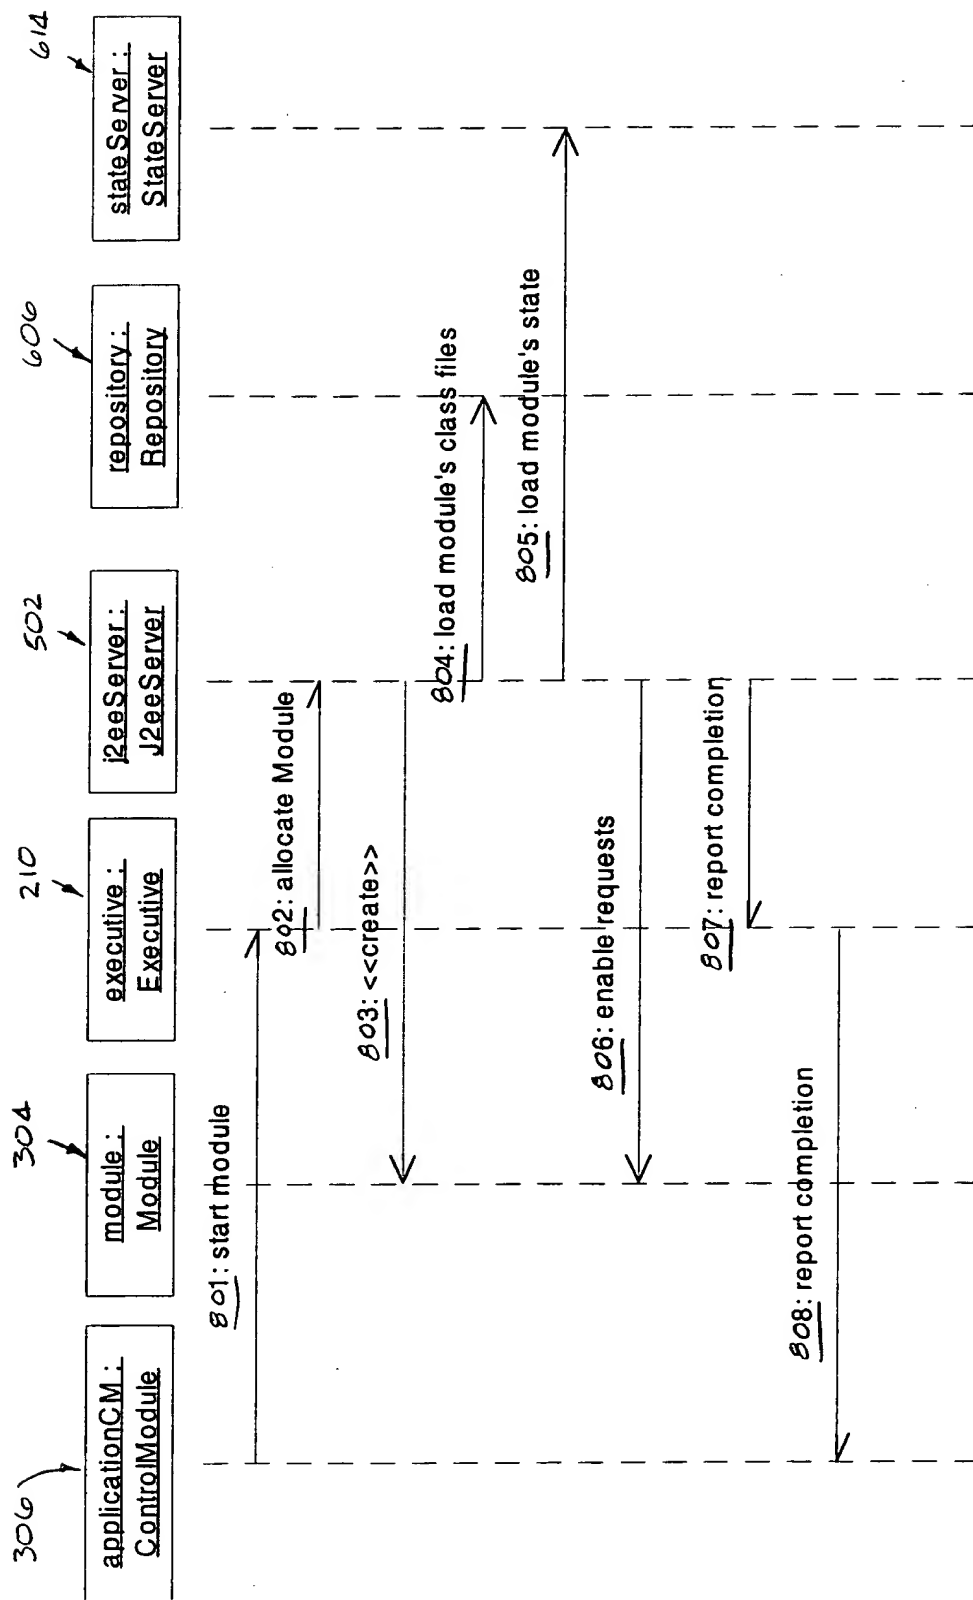 306
applicationCM :
ControlModule
304
module :
Module
210
executive :
Executive
502
j2eeServer :
J2eeServer
606
repository :
Repository
614
stateServer :
StateServer
801: start module
802: allocate Module
803: <<create>>
804: load module's class files
805: load module's state
806: enable requests
807: report completion
808: report completion